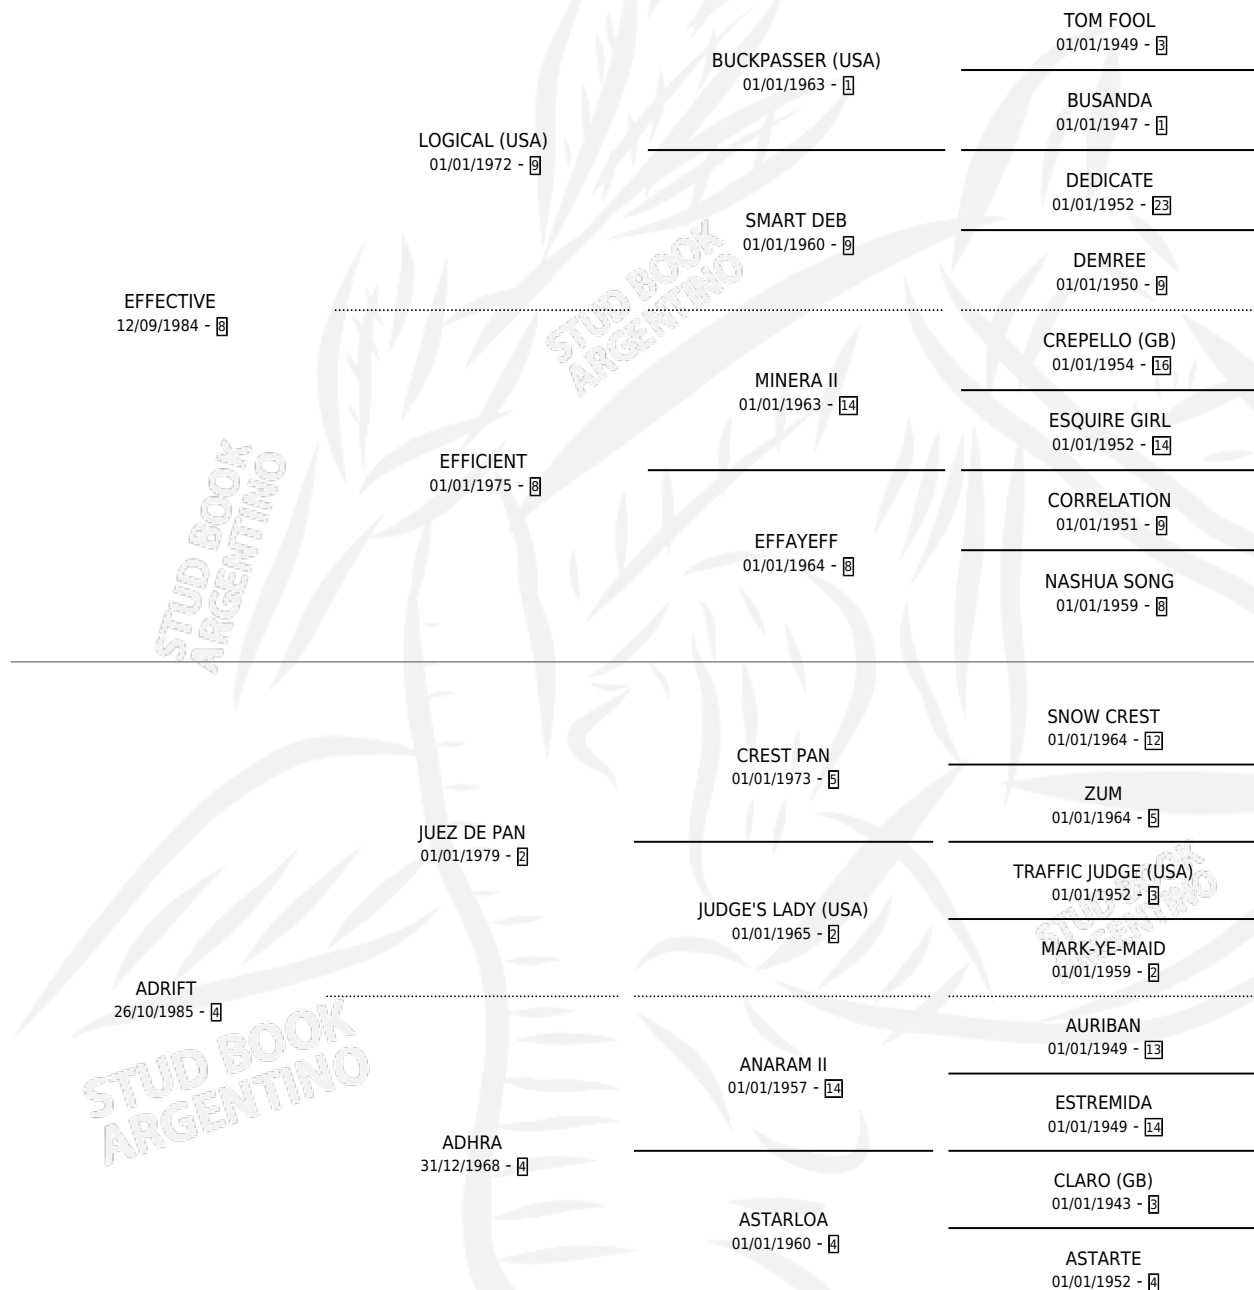 TOM FOOL
01/01/1949 - 3
BUCKPASSER (USA)
01/01/1963 - 1
BUSANDA
01/01/1947 - 1
LOGICAL (USA)
01/01/1972 - 9
DEDICATE
01/01/1952 - 23
SMART DEB
01/01/1960 - 9
DEMREE
01/01/1950 - 9
EFFECTIVE
12/09/1984 - 8
CREPELLO (GB)
01/01/1954 - 16
MINERA II
01/01/1963 - 14
ESQUIRE GIRL
01/01/1952 - 14
EFFICIENT
01/01/1975 - 8
CORRELATION
01/01/1951 - 9
EFFAYEFF
01/01/1964 - 8
NASHUA SONG
01/01/1959 - 8
SNOW CREST
01/01/1964 - 12
CREST PAN
01/01/1973 - 5
ZUM
01/01/1964 - 5
JUEZ DE PAN
01/01/1979 - 2
TRAFFIC JUDGE (USA)
01/01/1952 - 3
JUDGE'S LADY (USA)
01/01/1965 - 2
MARK-YE-MAID
01/01/1959 - 2
ADRIFT
26/10/1985 - 4
AURIBAN
01/01/1949 - 13
ANARAM II
01/01/1957 - 14
ESTREMIDA
01/01/1949 - 14
ADHRA
31/12/1968 - 4
CLARO (GB)
01/01/1943 - 3
ASTARLOA
01/01/1960 - 4
ASTARTE
01/01/1952 - 4
STUD BOOK
ARGENTINO
STUD BOOK
ARGENTINO
STUD BOOK
ARGENTINO
STUD BOOK
ARGENTINO